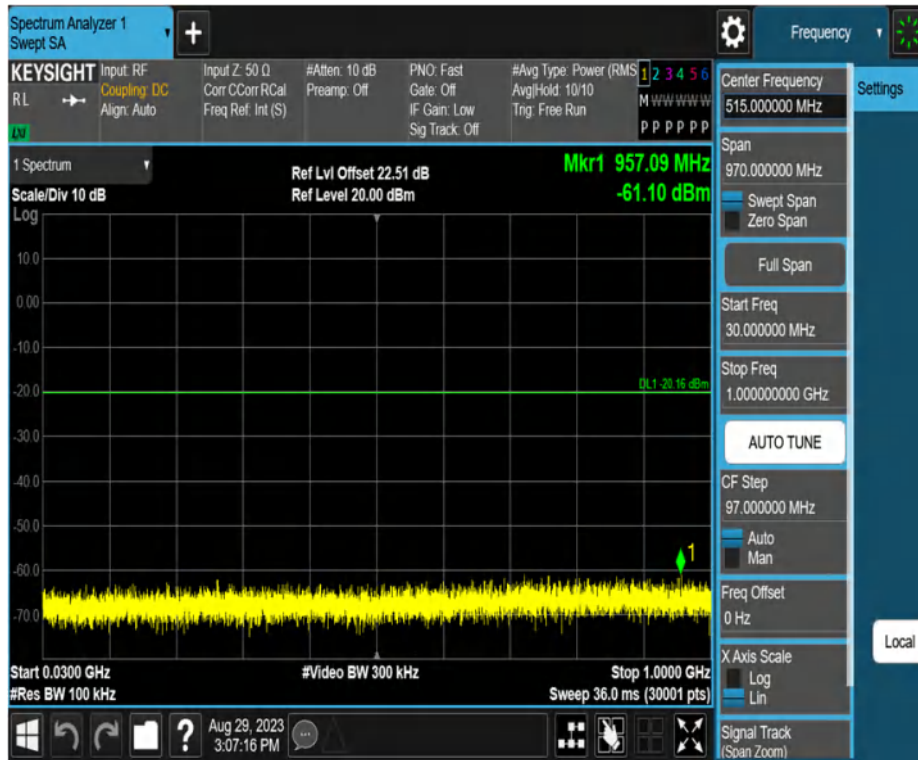 Spectrum Analyzer 1
Swept SA
+
Frequency
KEYSIGHT
RL
LXI
Input: RF
Coupling: DC
Align: Auto
Input Z: 50 Ω
Corr CCorr RCal
Freq Ref: Int (S)
#Atten: 10 dB
Preamp: Off
PNO: Fast
Gate: Off
IF Gain: Low
Sig Track: Off
#Avg Type: Power (RMS
Avg|Hold: 10/10
Trig: Free Run
1 2 3 4 5 6
M W W W W W
P P P P P P
1 Spectrum
Scale/Div 10 dB
Log
Ref Lvl Offset 22.51 dB
Ref Level 20.00 dBm
Mkr1 957.09 MHz
-61.10 dBm
10.0
0.00
-10.0
-20.0
-30.0
-40.0
-50.0
-60.0
-70.0
DL1 -20.16 dBm
1
Start 0.0300 GHz
#Res BW 100 kHz
#Video BW 300 kHz
Stop 1.0000 GHz
Sweep 36.0 ms (30001 pts)
?
Aug 29, 2023
3:07:16 PM
Center Frequency
515.000000 MHz
Span
970.000000 MHz
Swept Span
Zero Span
Full Span
Start Freq
30.000000 MHz
Stop Freq
1.000000000 GHz
AUTO TUNE
CF Step
97.000000 MHz
Auto
Man
Freq Offset
0 Hz
X Axis Scale
Log
Lin
Signal Track
(Span Zoom)
Settings
Local